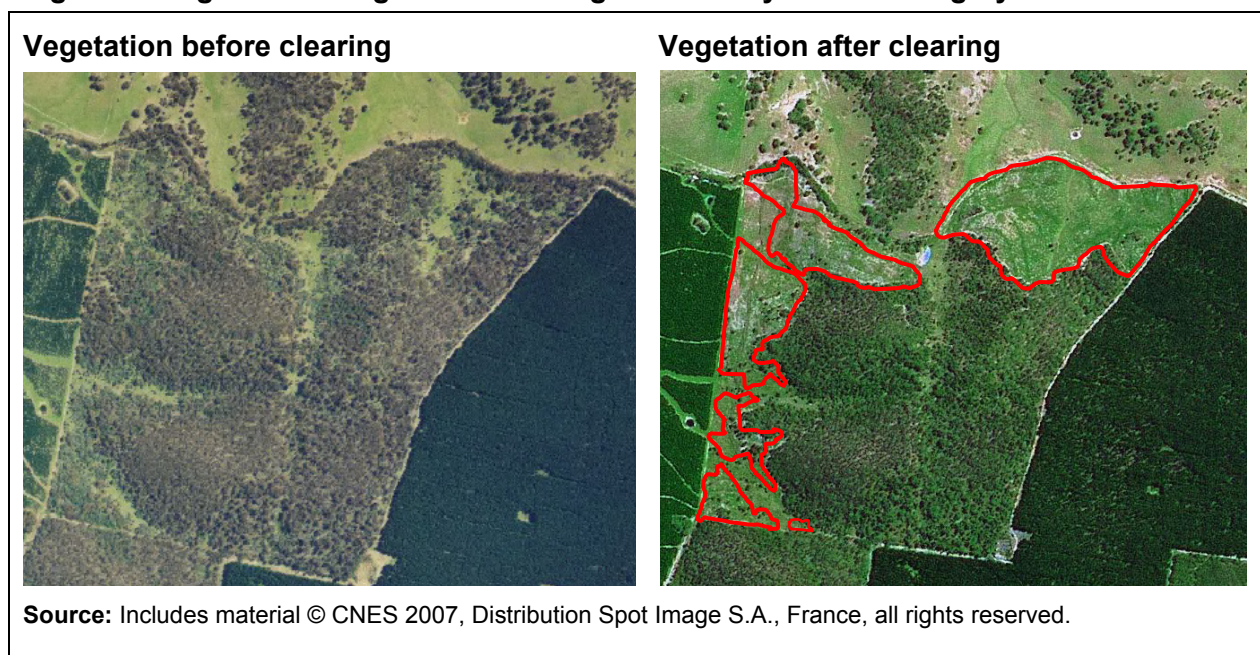 Vegetation before clearing
Vegetation after clearing
Source: Includes material © CNES 2007, Distribution Spot Image S.A., France, all rights reserved.